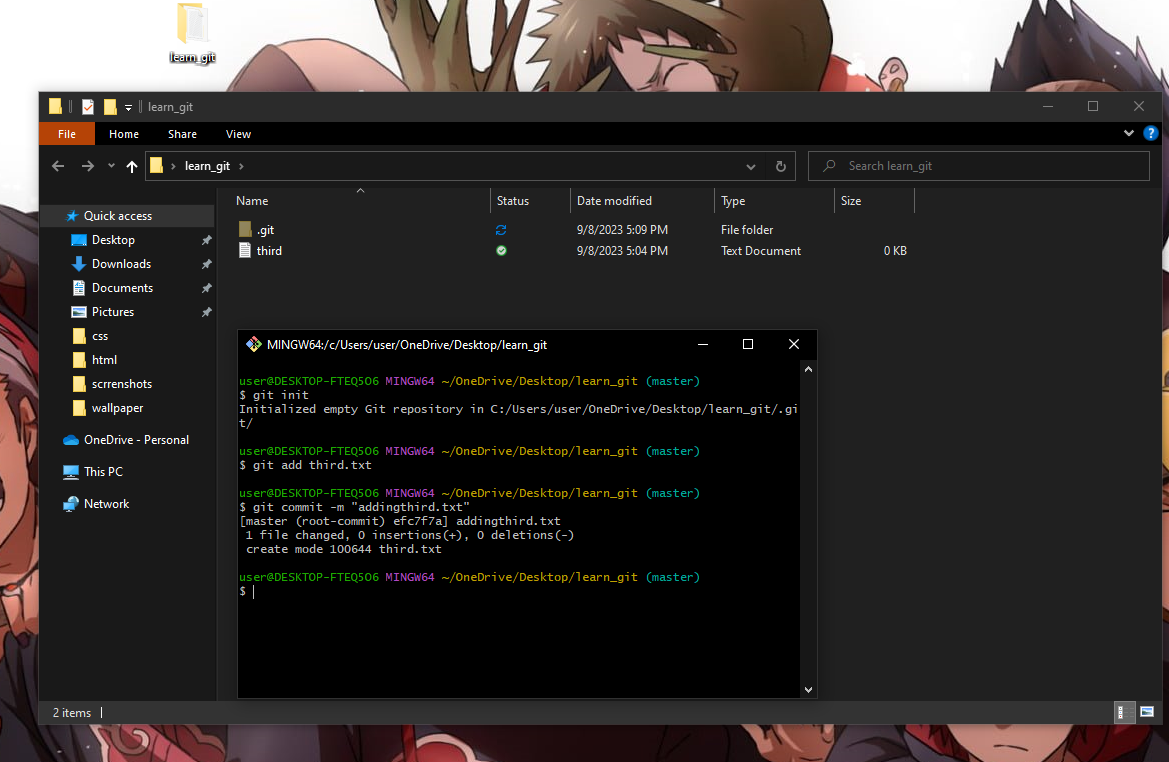 learn_git
learn_git
File Home Share View
learn_git
Search learn_git
Name Status Date modified Type Size
.git 9/8/2023 5:09 PM File folder
third 9/8/2023 5:04 PM Text Document 0 KB
Quick access
Desktop
Downloads
Documents
Pictures
css
html
scrrenshots
wallpaper
OneDrive - Personal
This PC
Network
MINGW64:/c/Users/user/OneDrive/Desktop/learn_git
user@DESKTOP-FTEQ5O6 MINGW64 ~/OneDrive/Desktop/learn_git (master)
$ git init
Initialized empty Git repository in C:/Users/user/OneDrive/Desktop/learn_git/.gi
t/
user@DESKTOP-FTEQ5O6 MINGW64 ~/OneDrive/Desktop/learn_git (master)
$ git add third.txt
user@DESKTOP-FTEQ5O6 MINGW64 ~/OneDrive/Desktop/learn_git (master)
$ git commit -m "addingthird.txt"
[master (root-commit) efc7f7a] addingthird.txt
1 file changed, 0 insertions(+), 0 deletions(-)
create mode 100644 third.txt
user@DESKTOP-FTEQ5O6 MINGW64 ~/OneDrive/Desktop/learn_git (master)
$
2 items